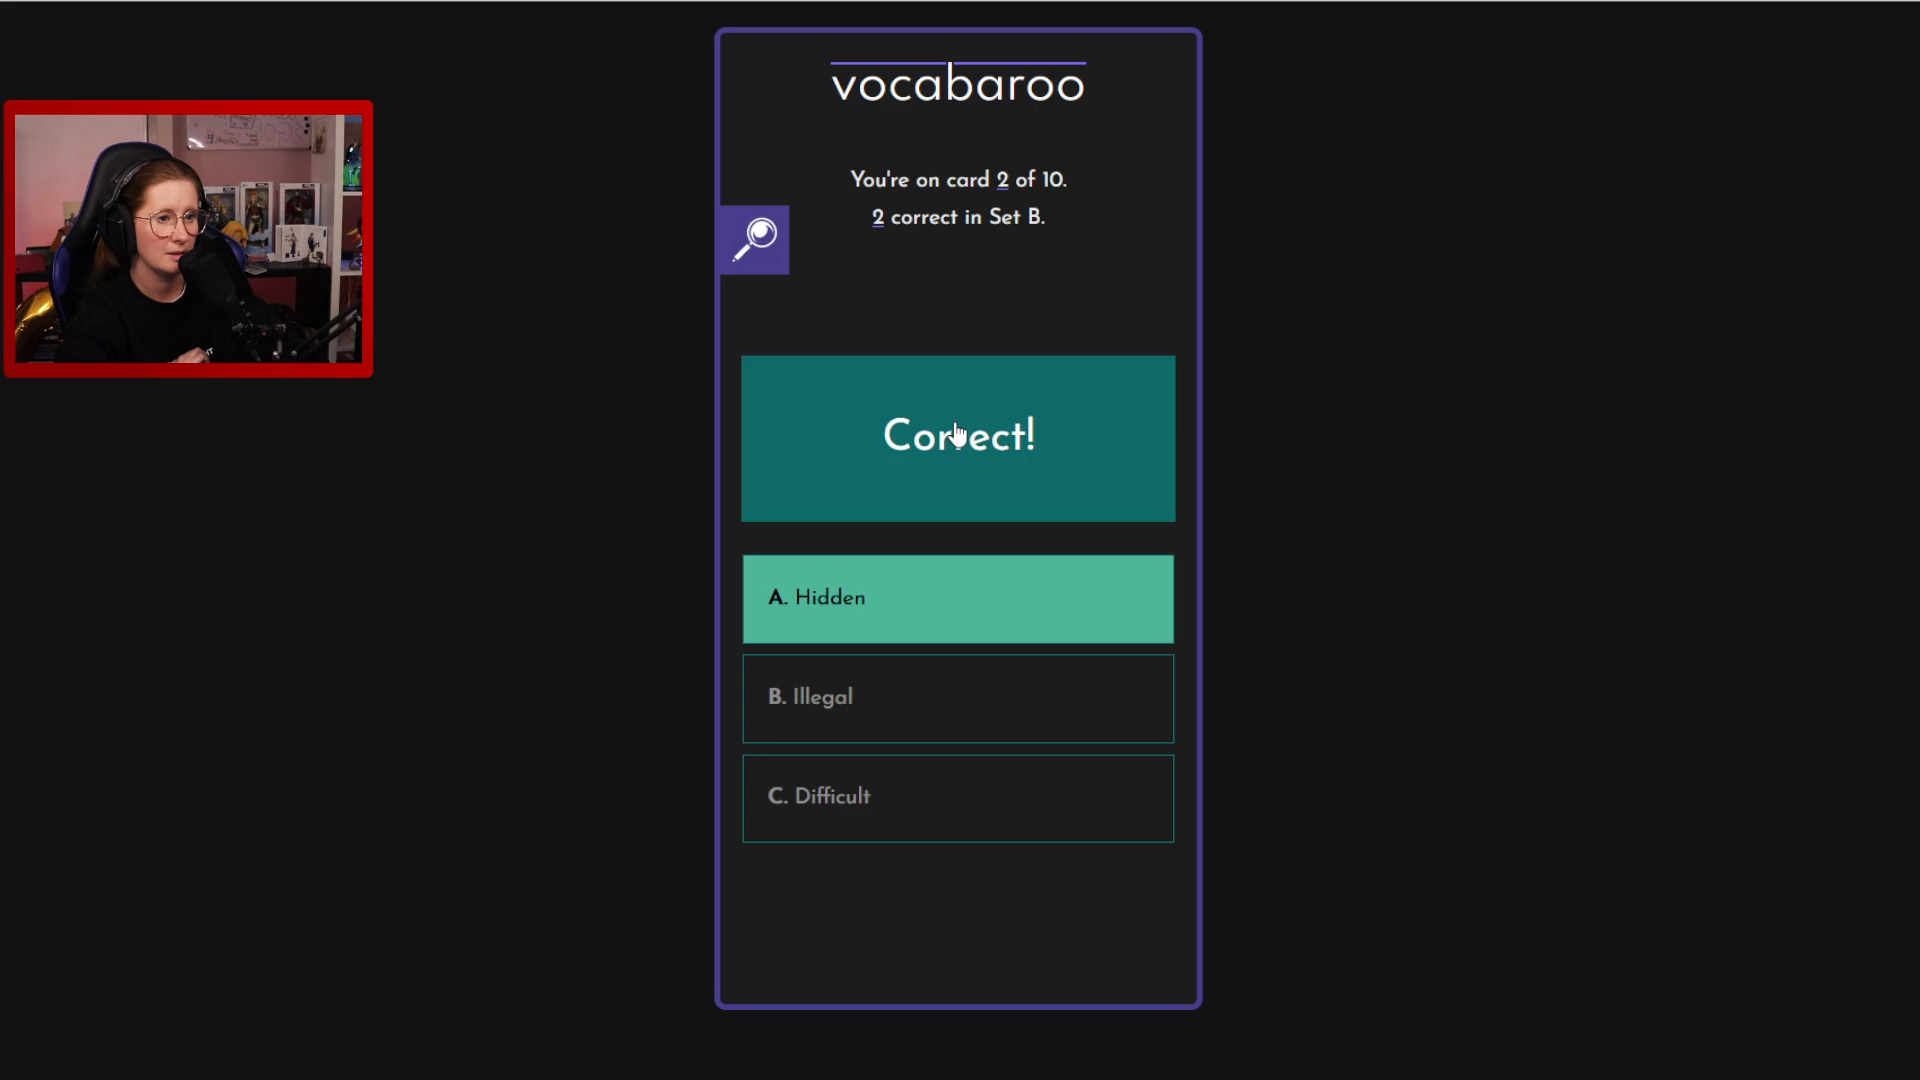 vocabaroo
You're on card 2 of 10.
2 correct in Set B.
Correct!
A. Hidden
B. Illegal
C. Difficult